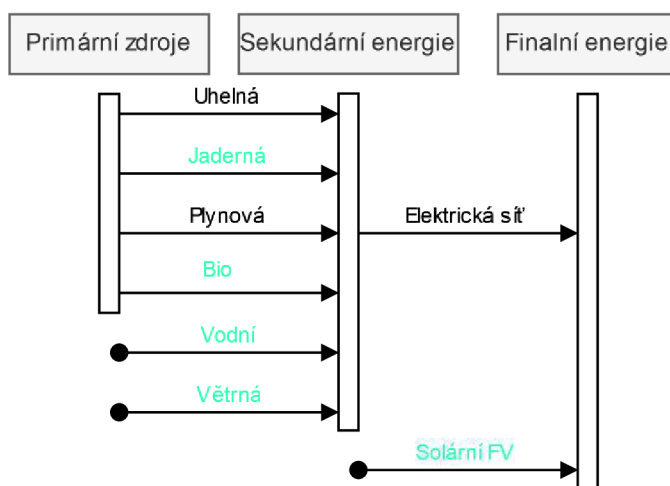 Primární zdroje
Sekundární energie
Finalní energie
Uhelná
Jaderná
Plynová
Elektrická síť
Bio
Vodní
Větrná
Solární FV